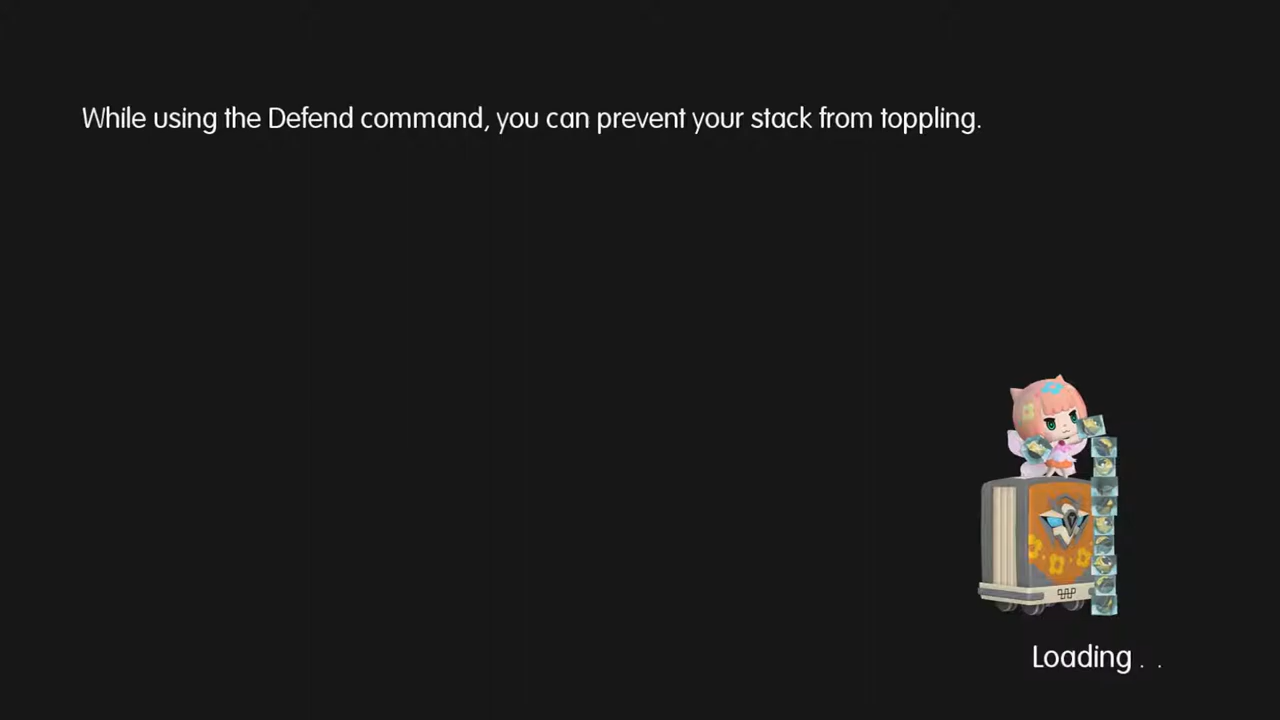 While using the Defend command, you can prevent your stack from toppling.
Loading . .